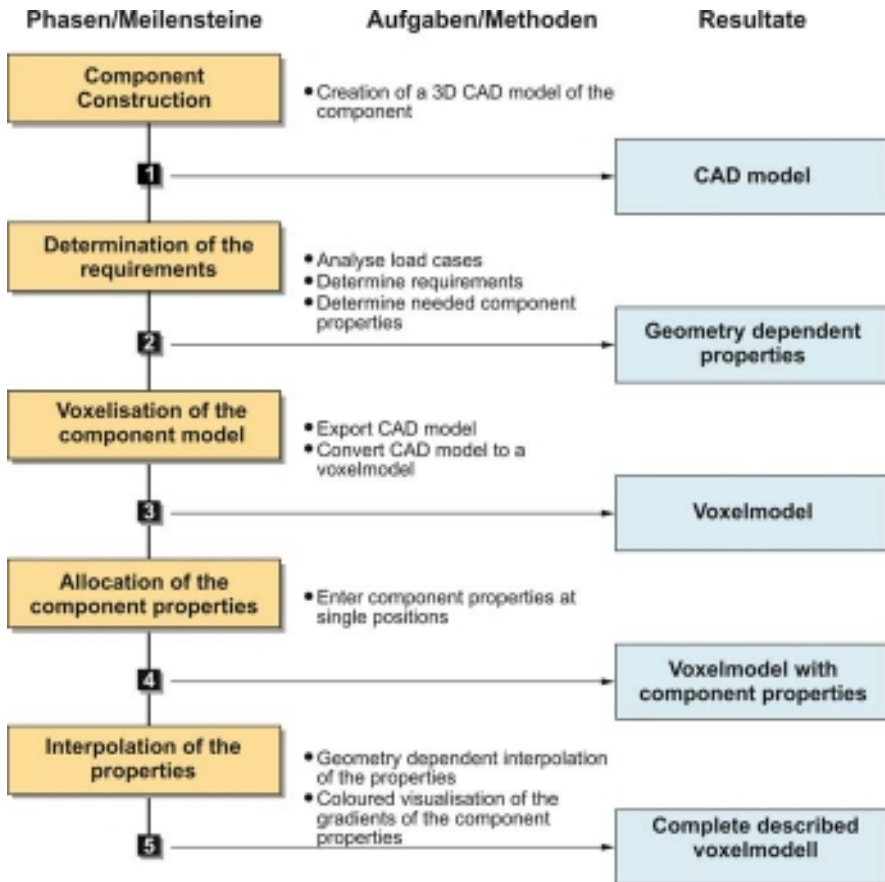 Phasen/Meilensteine
Aufgaben/Methoden
Resultate
Component
Construction
• Creation of a 3D CAD model of the
component
1
CAD model
Determination of the
requirements
• Analyse load cases
• Determine requirements
• Determine needed component
properties
2
Geometry dependent
properties
Voxelisation of the
component model
• Export CAD model
• Convert CAD model to a
voxelmodel
3
Voxelmodel
Allocation of the
component properties
• Enter component properties at
single positions
4
Voxelmodel with
component properties
Interpolation of the
properties
• Geometry dependent interpolation
of the properties
• Coloured visualisation of the
gradients of the component
properties
5
Complete described
voxelmodell